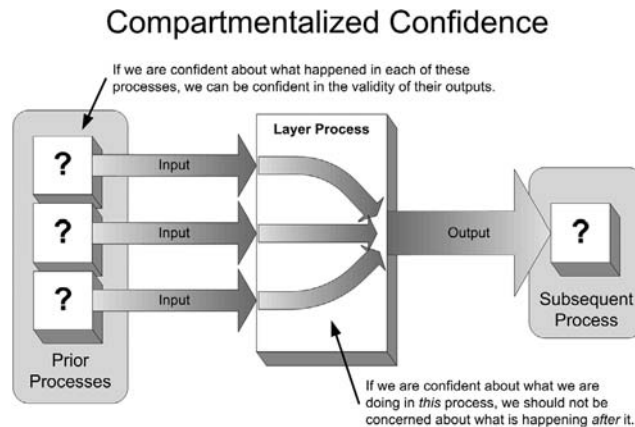 Compartmentalized Confidence
If we are confident about what happened in each of these
processes, we can be confident in the validity of their outputs.
Layer Process
?
Input
?
Input
Output
?
?
Input
Subsequent
Process
Prior
Processes
If we are confident about what we are
doing in this process, we should not be
concerned about what is happening after it.